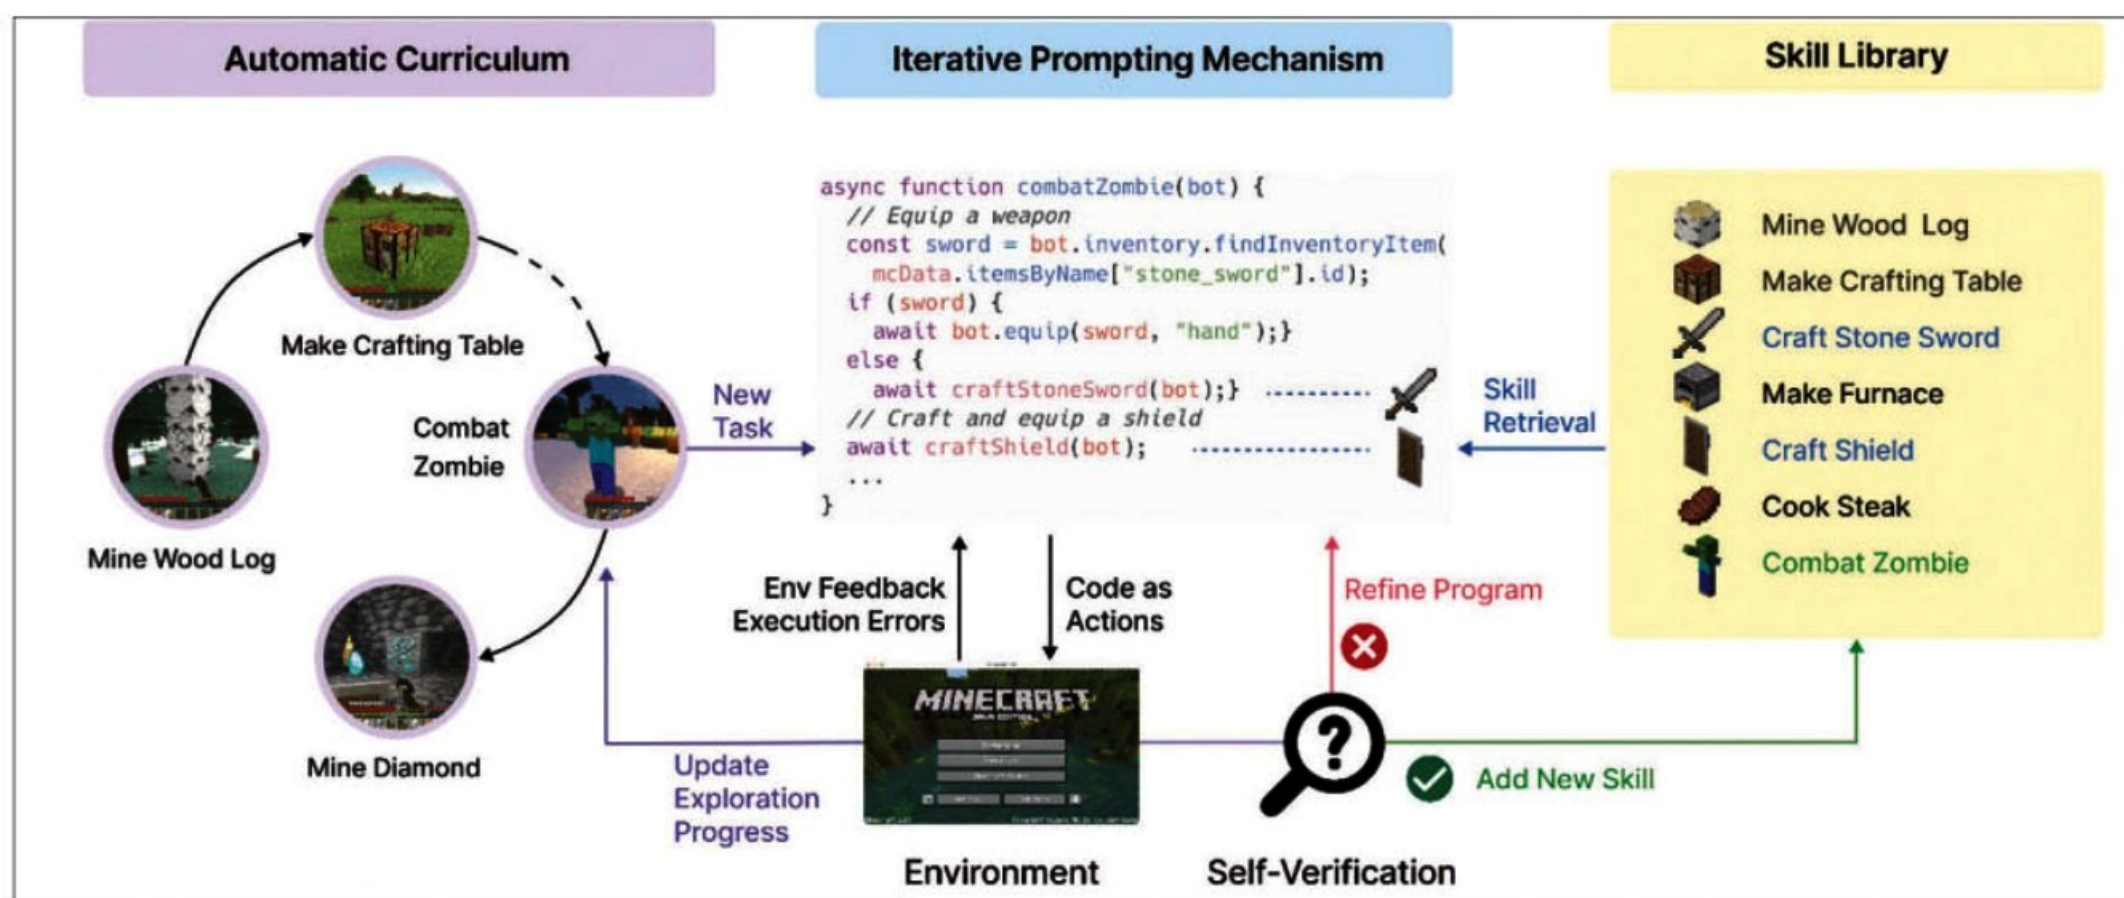 Automatic Curriculum
Iterative Prompting Mechanism
Skill Library
Make Crafting Table
Mine Wood Log
Combat
Zombie
Mine Diamond
New
Task
async function combatZombie(bot) {
// Equip a weapon
const sword = bot.inventory.findInventoryItem(
mcData.itemsByName["stone_sword"].id);
if (sword) {
await bot.equip(sword, "hand");}
else {
await craftStoneSword(bot);}
// Craft and equip a shield
await craftShield(bot);
...
}
Skill
Retrieval
Mine Wood Log
Make Crafting Table
Craft Stone Sword
Make Furnace
Craft Shield
Cook Steak
Combat Zombie
Env Feedback
Execution Errors
Code as
Actions
Refine Program
Update
Exploration
Progress
MINECRAFT
JAVA EDITION
?
Add New Skill
Environment
Self-Verification